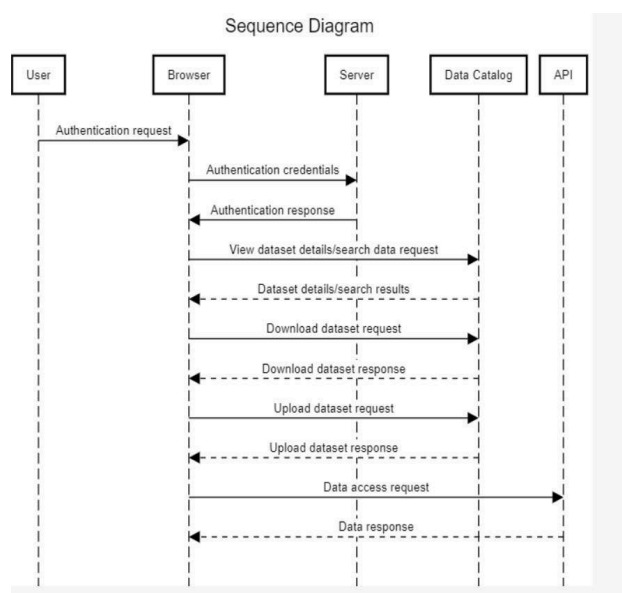 Sequence Diagram
User
Browser
Server
Data Catalog
API
Authentication request
Authentication credentials
Authentication response
View dataset details/search data request
Dataset details/search results
Download dataset request
Download dataset response
Upload dataset request
Upload dataset response
Data access request
Data response